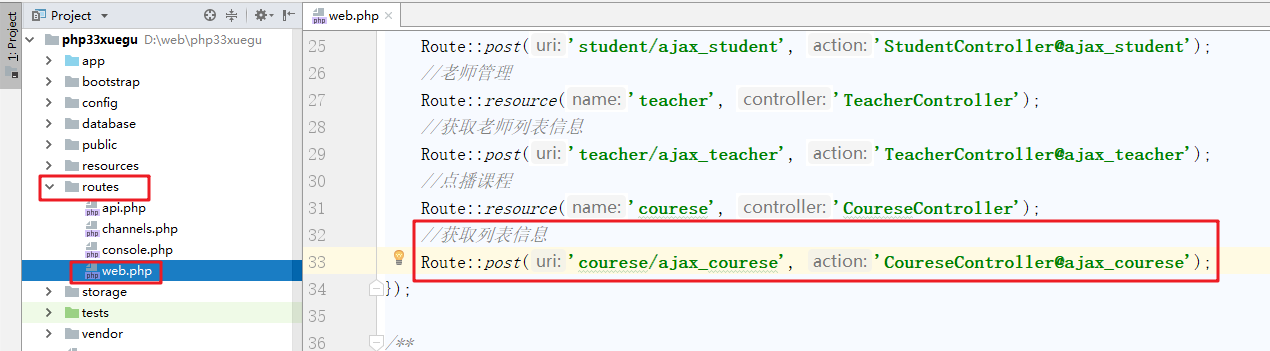 1: Project
Project
php33xuegu D:\web\php33xuegu
app
bootstrap
config
database
public
resources
routes
php api.php
php channels.php
php console.php
php web.php
storage
tests
vendor
php web.php
25 Route::post( uri: 'student/ajax_student', action: 'StudentController@ajax_student');
26 //老师管理
27 Route::resource( name: 'teacher', controller: 'TeacherController');
28 //获取老师列表信息
29 Route::post( uri: 'teacher/ajax_teacher', action: 'TeacherController@ajax_teacher');
30 //点播课程
31 Route::resource( name: 'courese', controller: 'CoureseController');
32 //获取列表信息
33 Route::post( uri: 'courese/ajax_courese', action: 'CoureseController@ajax_courese');
34 });
35
36 /**